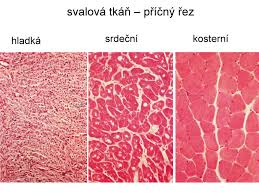 svalová tkáň – příčný řez
hladká srdeční kosterní